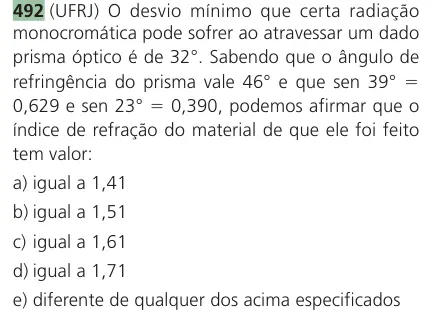 492 (UFRJ) O desvio mínimo que certa radiação
monocromática pode sofrer ao atravessar um dado
prisma óptico é de 32°. Sabendo que o ângulo de
refringência do prisma vale 46° e que sen 39° =
0,629 e sen 23° = 0,390, podemos afirmar que o
índice de refração do material de que ele foi feito
tem valor:
a) igual a 1,41
b) igual a 1,51
c) igual a 1,61
d) igual a 1,71
e) diferente de qualquer dos acima especificados